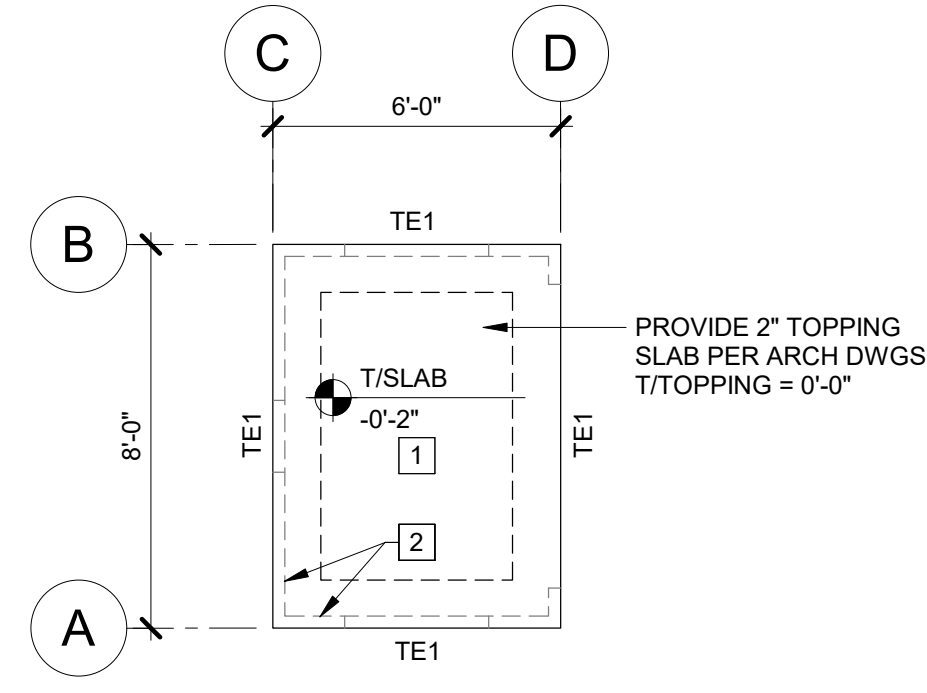 C
D
6'-0"
B
TE1
PROVIDE 2" TOPPING
SLAB PER ARCH DWGS
T/TOPPING = 0'-0"
T/SLAB
-0'-2"
8'-0"
TE1
TE1
1
2
A
TE1